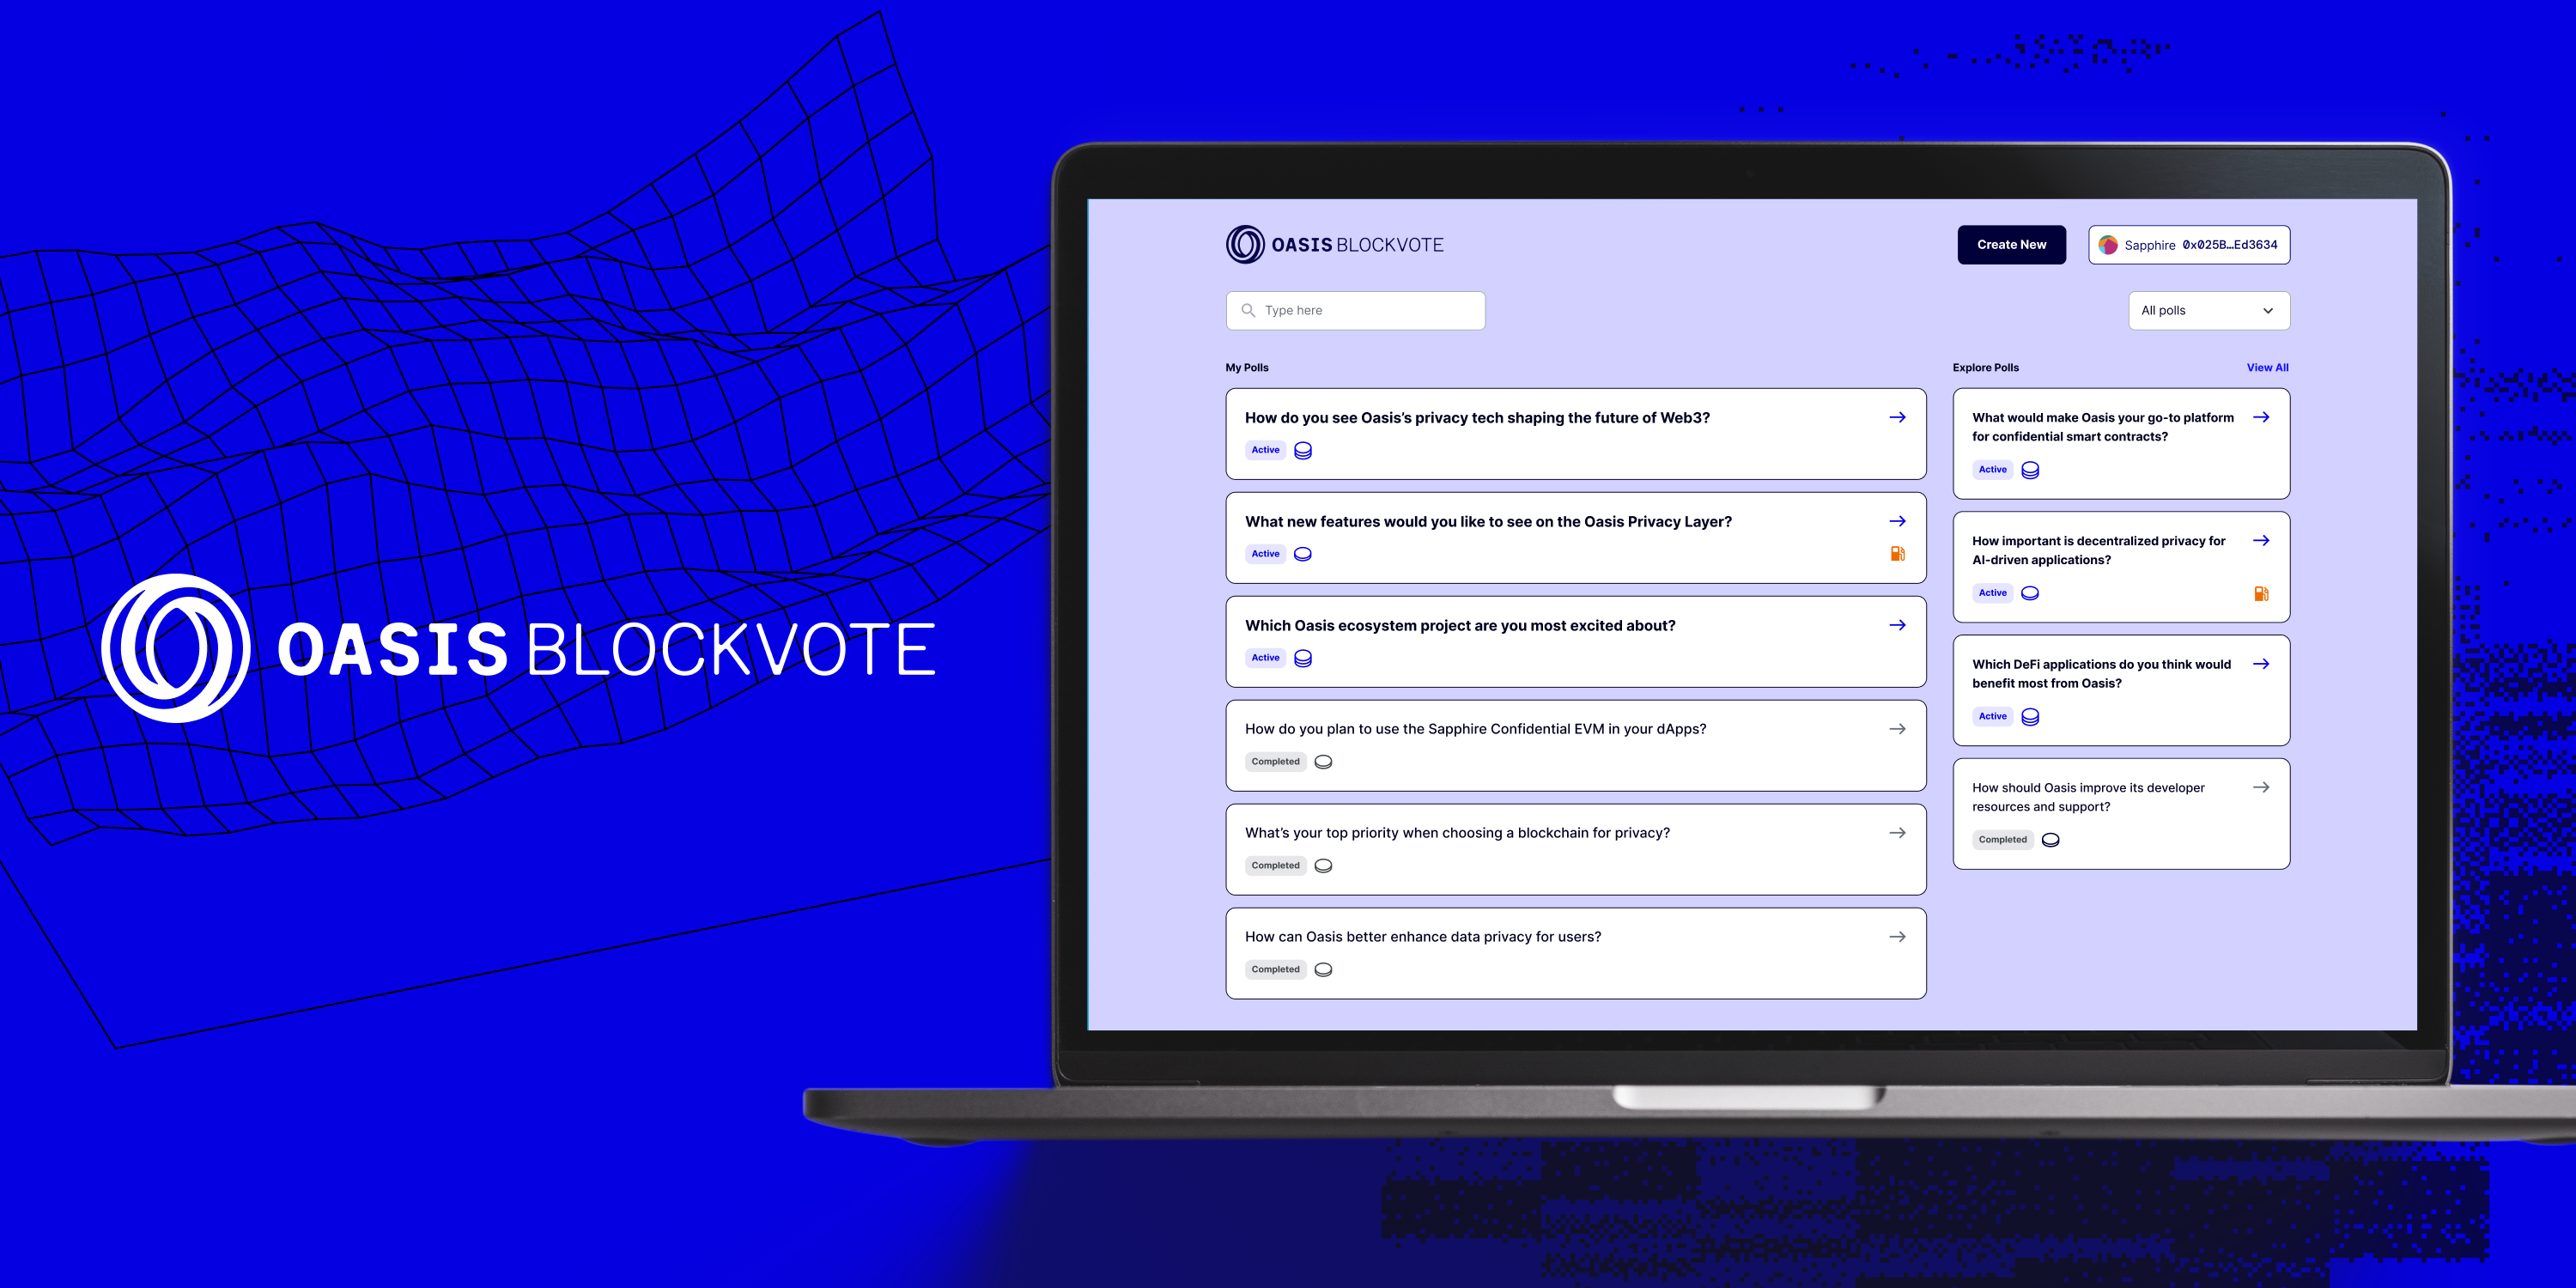 OASIS BLOCKVOTE
OASIS BLOCKVOTE
Create New
Sapphire 0x025B...Ed3634
Type here
All polls
My Polls
How do you see Oasis’s privacy tech shaping the future of Web3?
Active
What new features would you like to see on the Oasis Privacy Layer?
Active
Which Oasis ecosystem project are you most excited about?
Active
How do you plan to use the Sapphire Confidential EVM in your dApps?
Completed
What’s your top priority when choosing a blockchain for privacy?
Completed
How can Oasis better enhance data privacy for users?
Completed
Explore Polls
View All
What would make Oasis your go-to platform
for confidential smart contracts?
Active
How important is decentralized privacy for
AI-driven applications?
Active
Which DeFi applications do you think would
benefit most from Oasis?
Active
How should Oasis improve its developer
resources and support?
Completed